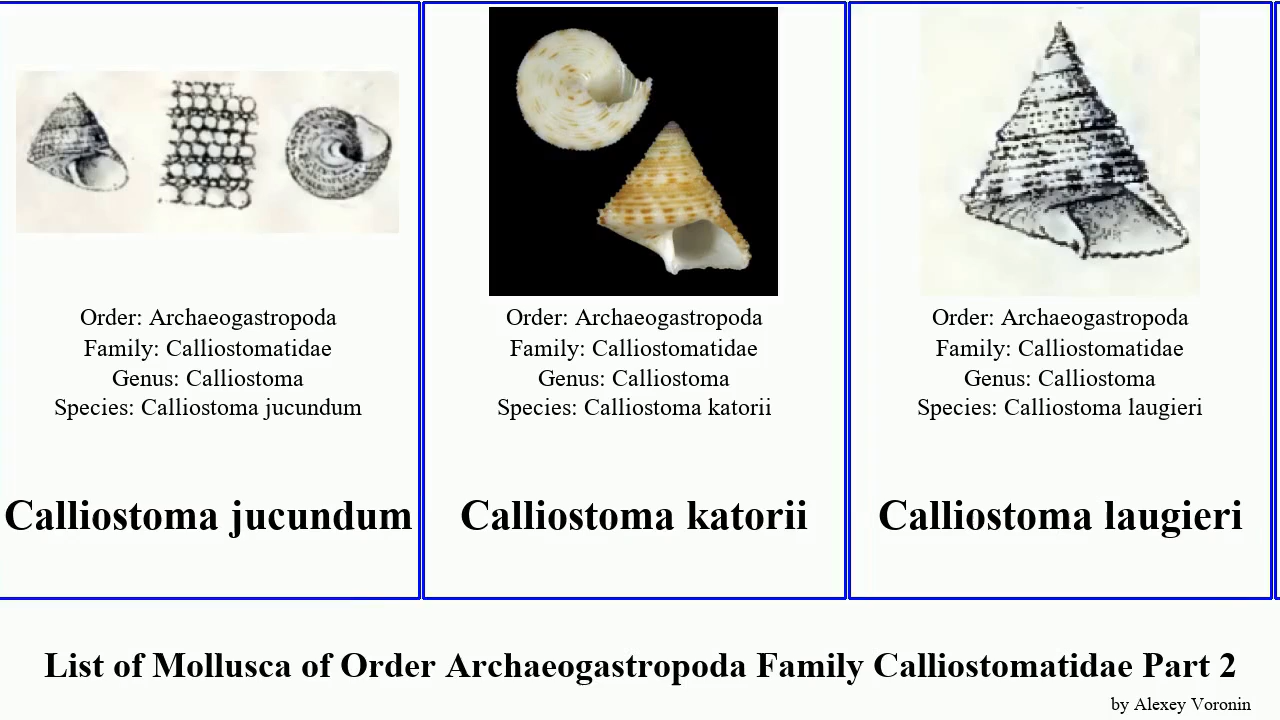 Order: Archaeogastropoda
Family: Calliostomatidae
Genus: Calliostoma
Species: Calliostoma jucundum
Calliostoma jucundum
Order: Archaeogastropoda
Family: Calliostomatidae
Genus: Calliostoma
Species: Calliostoma katorii
Calliostoma katorii
Order: Archaeogastropoda
Family: Calliostomatidae
Genus: Calliostoma
Species: Calliostoma laugieri
Calliostoma laugieri
List of Mollusca of Order Archaeogastropoda Family Calliostomatidae Part 2
by Alexey Voronin